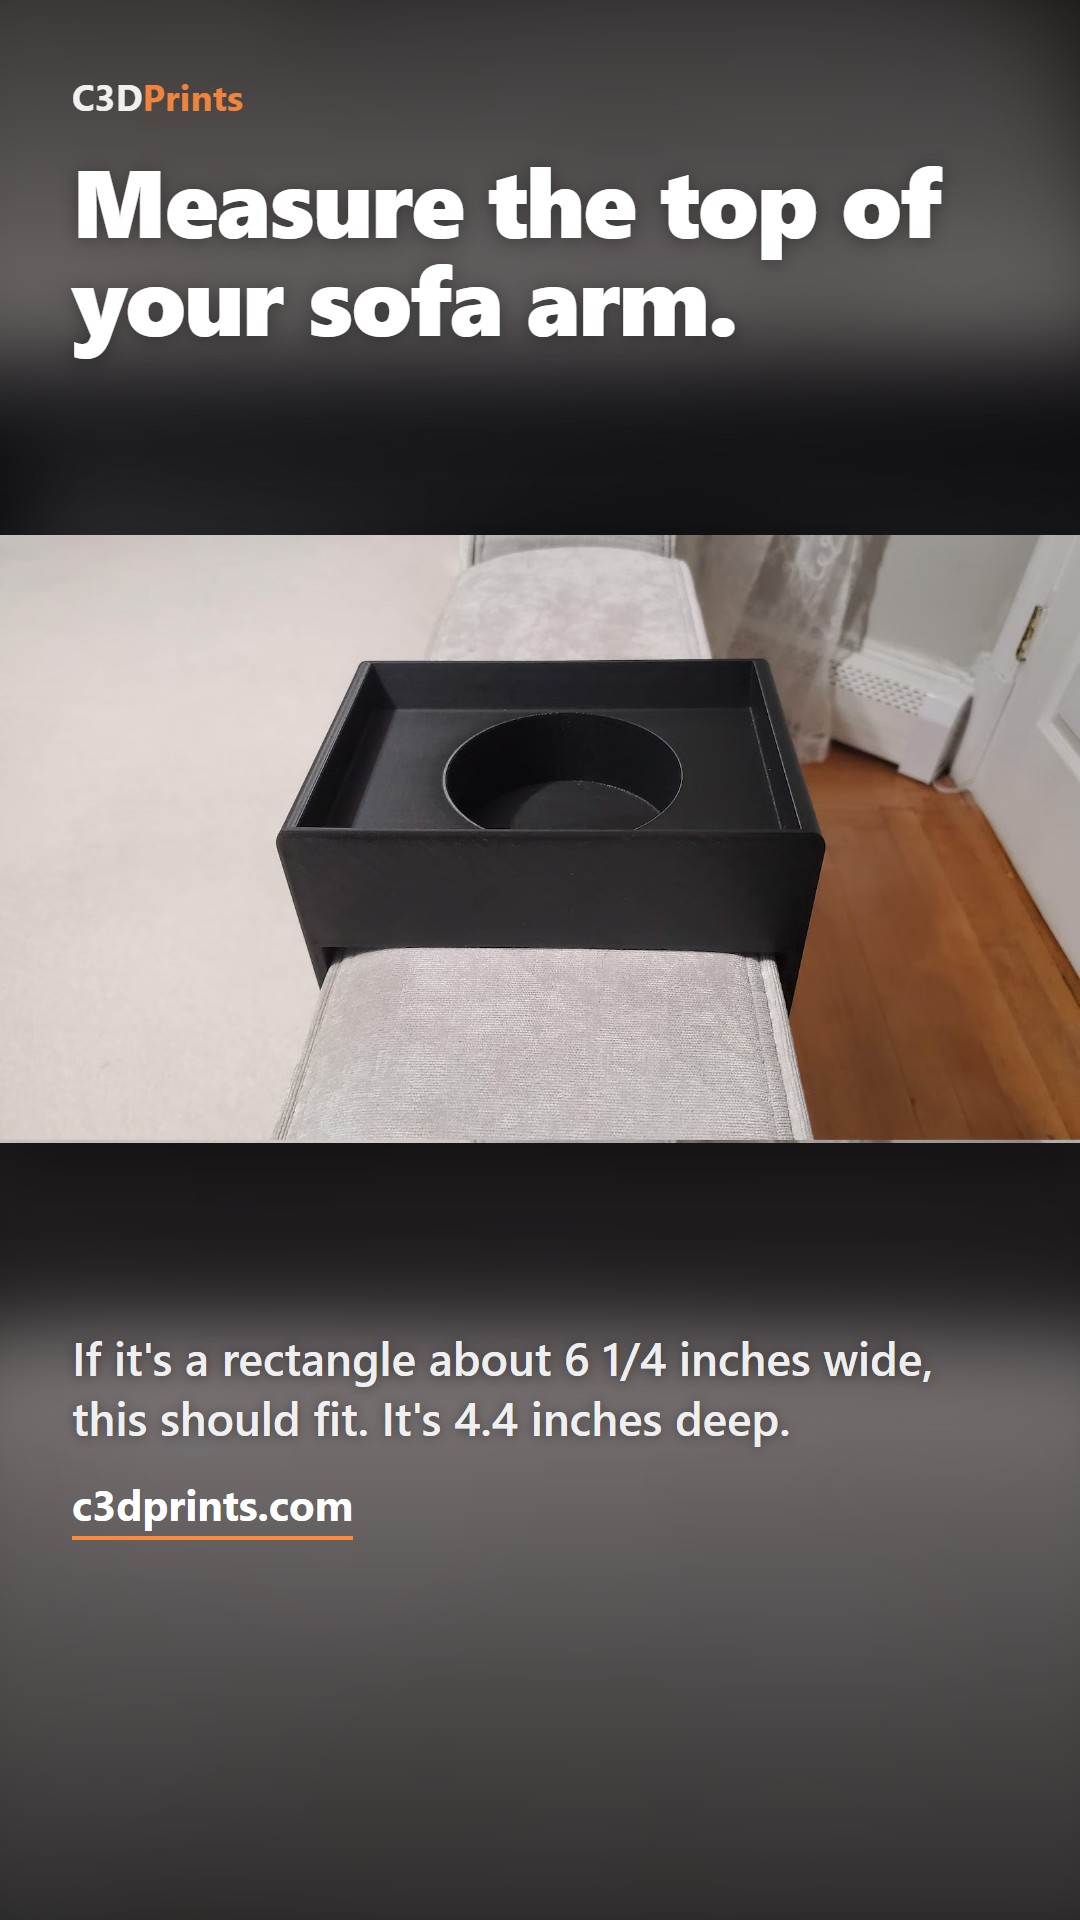 C3DPrints
Measure the top of
your sofa arm.
If it's a rectangle about 6 1/4 inches wide,
this should fit. It's 4.4 inches deep.
c3dprints.com